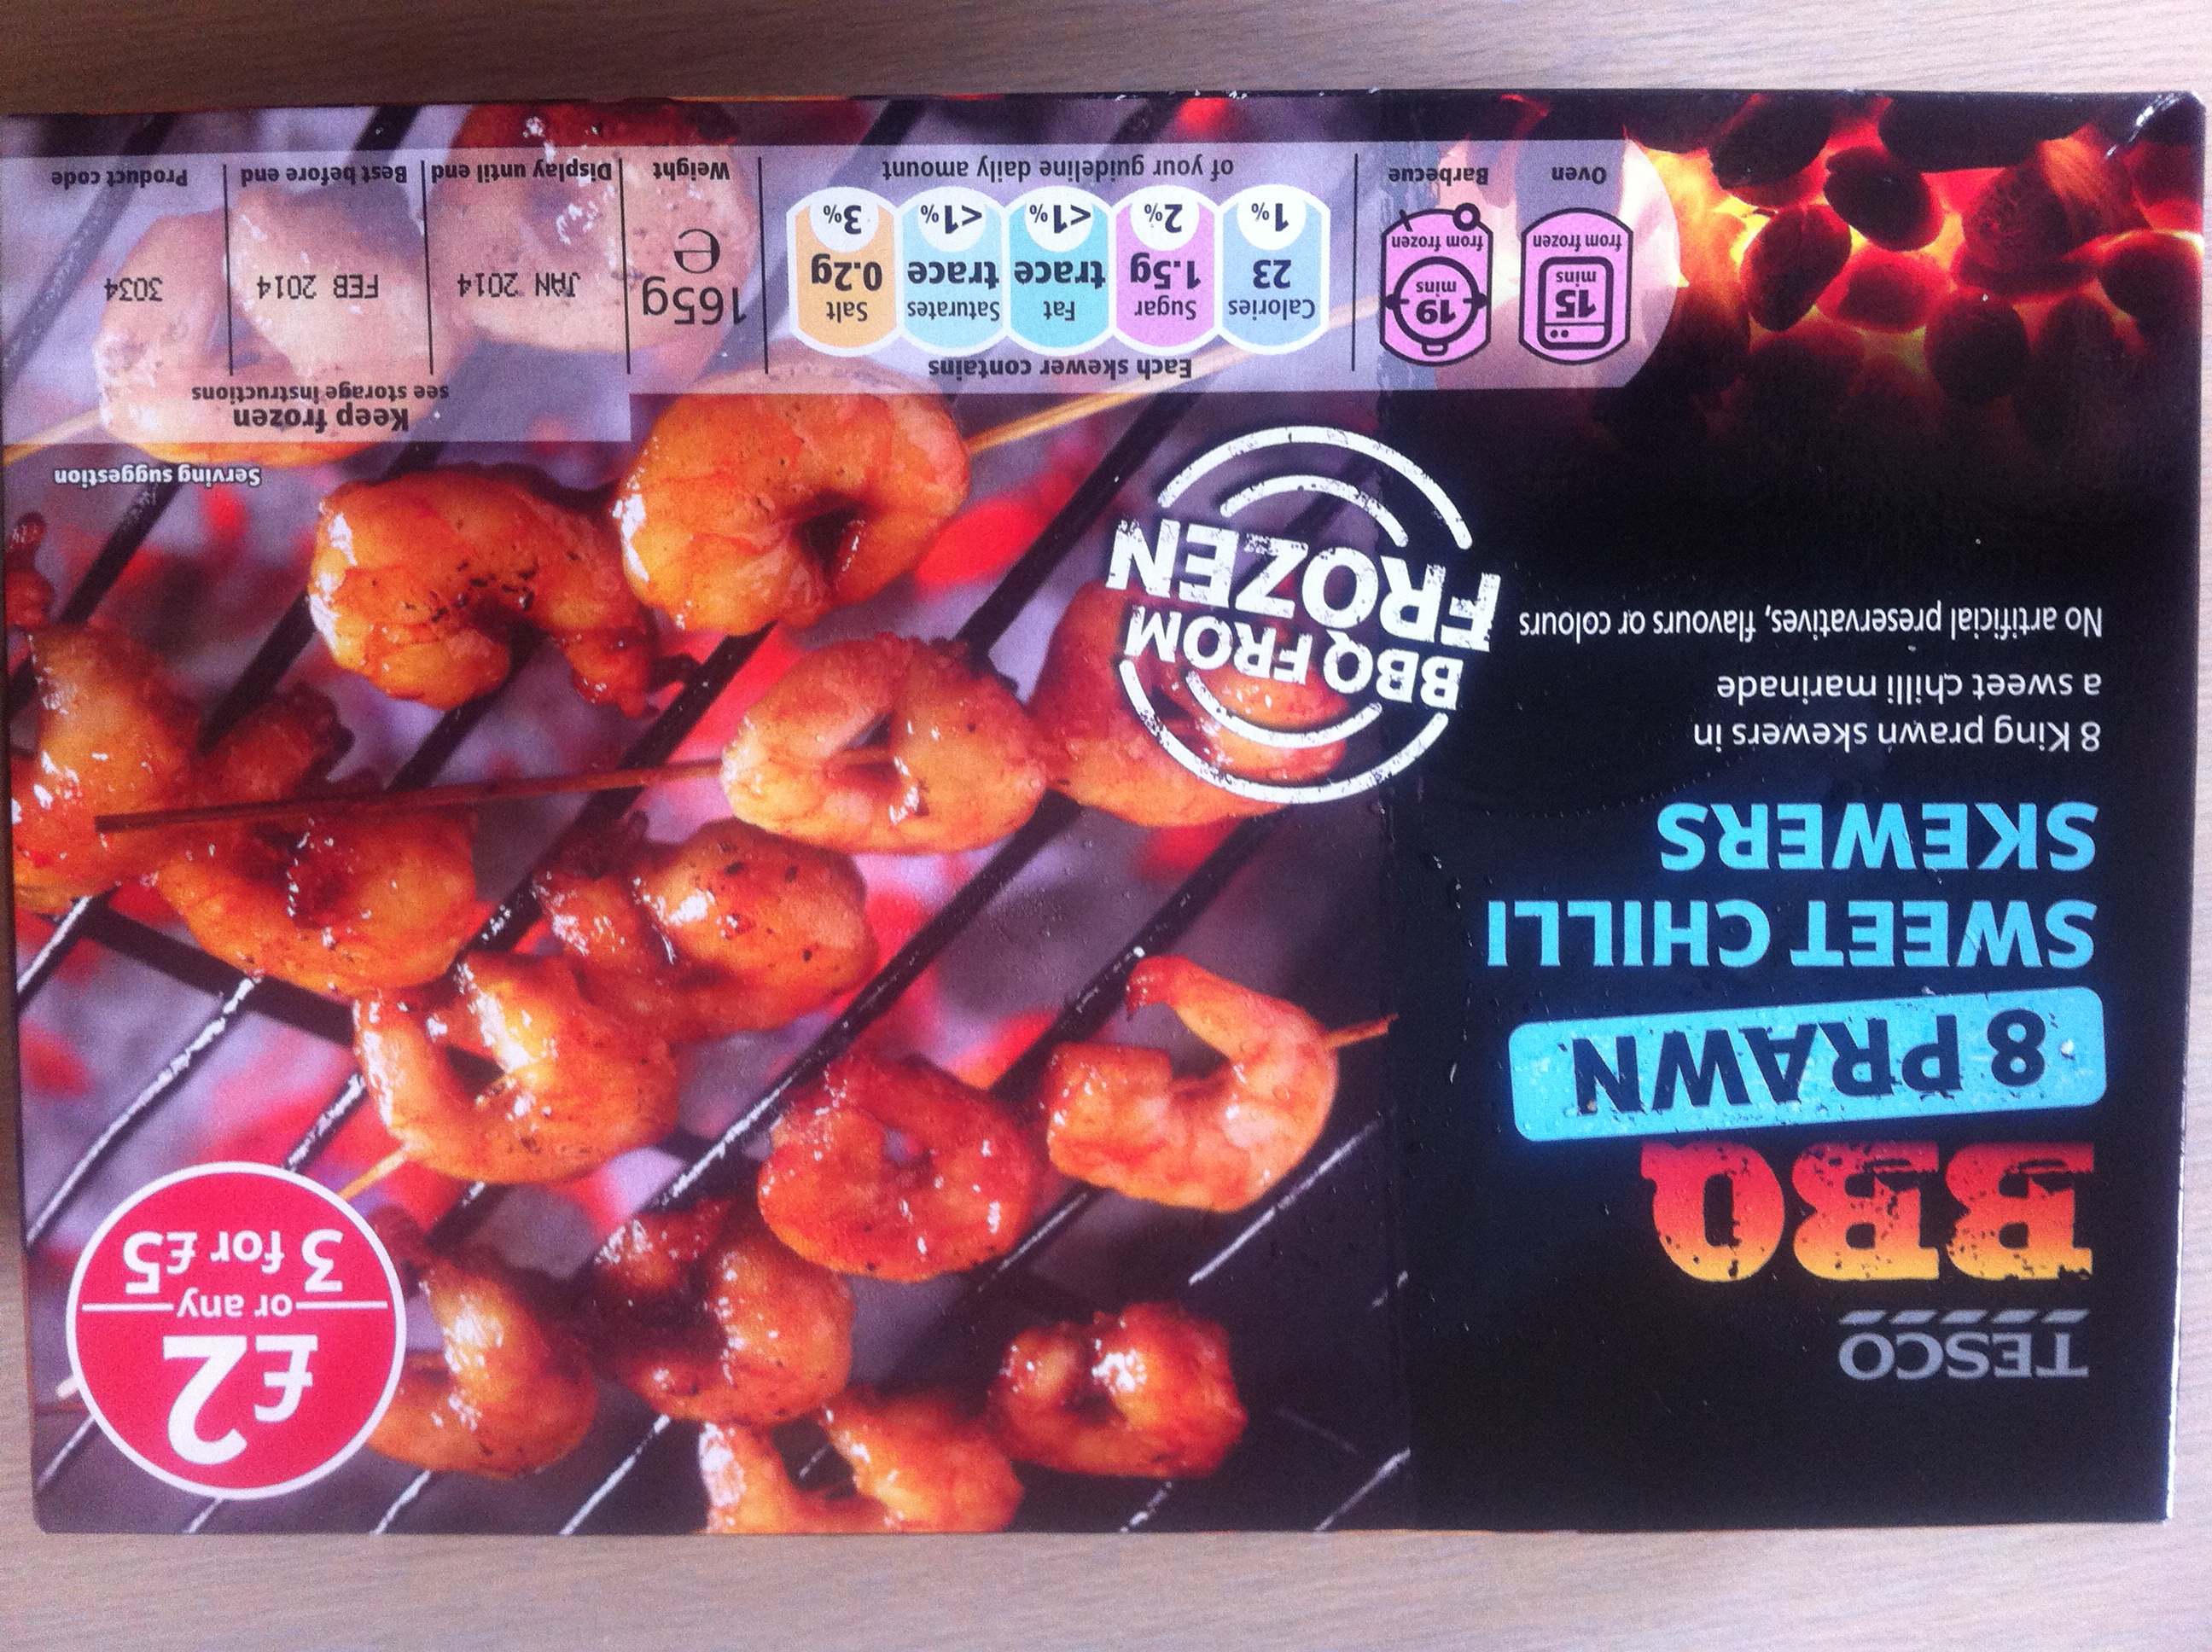 TESCO
BBQ
8 PRAWN
SWEET CHILLI
SKEWERS
8 King prawn skewers in
a sweet chilli marinade
No artificial preservatives, flavours or colours
BBQ FROM
FROZEN
£2
or any
3 for £5
Serving suggestion
Oven
15
mins
from frozen
Barbecue
19
mins
from frozen
Each skewer contains
Calories
23
1%
Sugar
1.5g
2%
Fat
trace
<1%
Saturates
trace
<1%
Salt
0.2g
3%
of your guideline daily amount
Keep frozen
see storage instructions
165g
e
Weight
JAN 2014
Display until end
FEB 2014
Best before end
3034
Product code